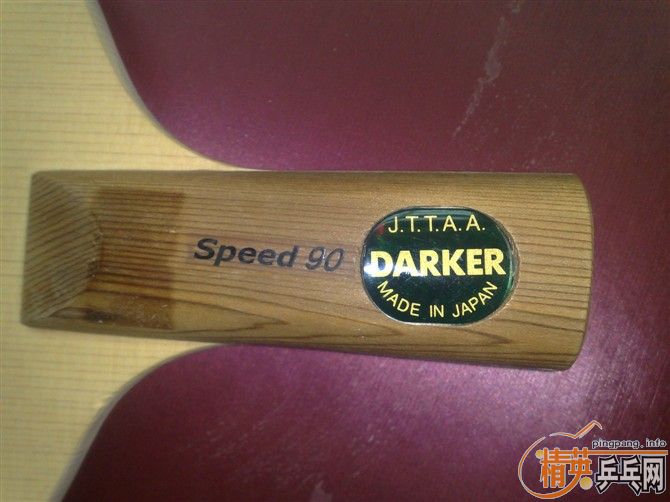 Speed 90
J.T.T.A.A.
DARKER
MADE IN JAPAN
pingpang.info
精英乒乓网